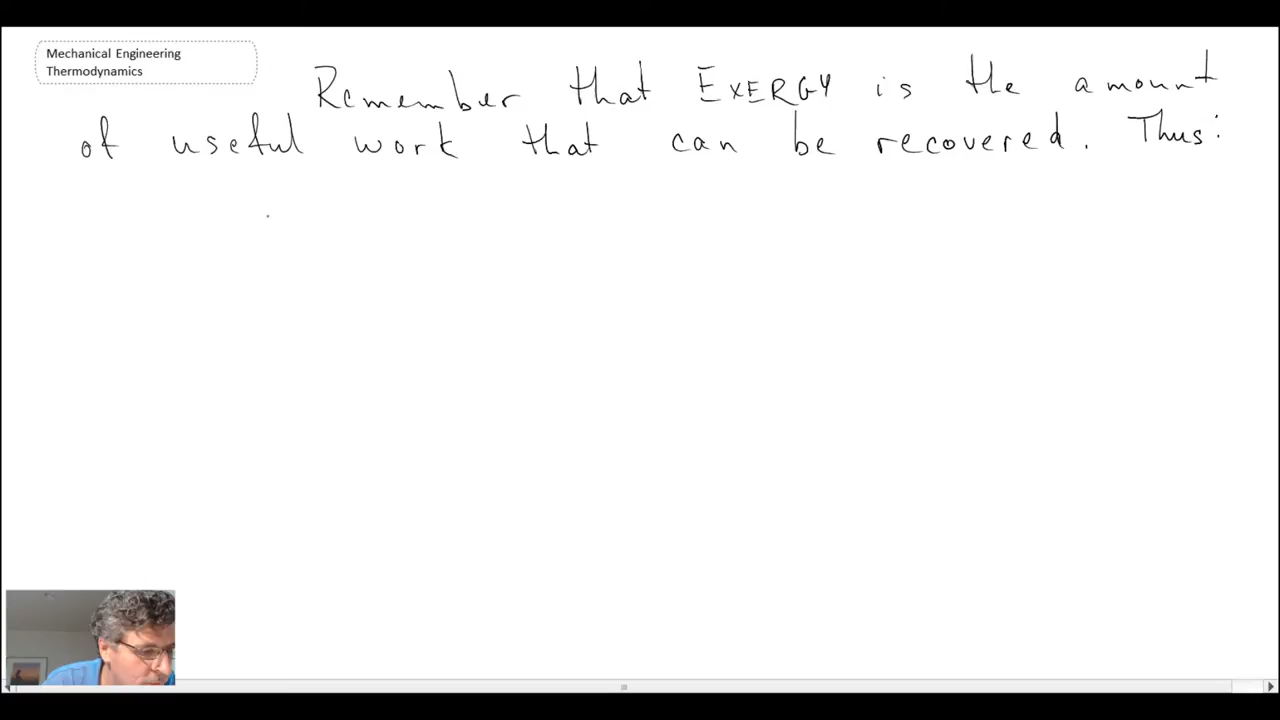 Mechanical Engineering
Thermodynamics
Remember that EXERGY is the amount
of useful work that can be recovered. Thus: